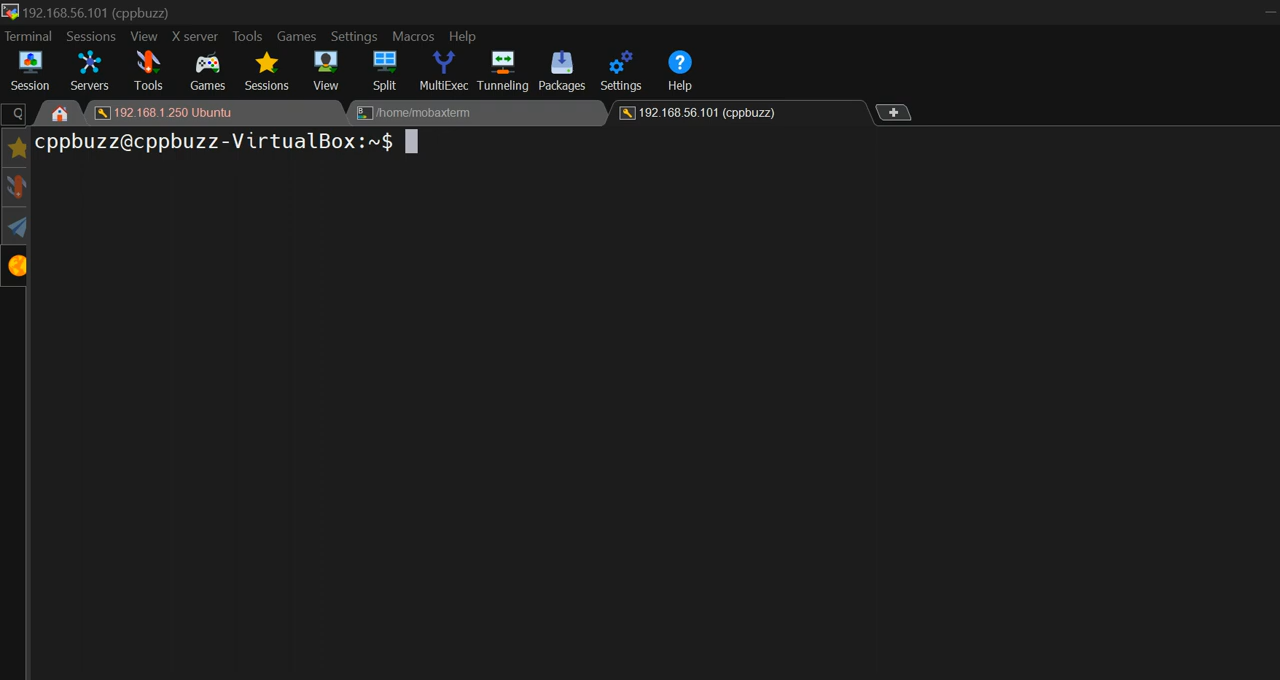 192.168.56.101 (cppbuzz)
Terminal Sessions View X server Tools Games Settings Macros Help
Session Servers Tools Games Sessions View Split MultiExec Tunneling Packages Settings Help
Q 192.168.1.250 Ubuntu /home/mobaxterm 192.168.56.101 (cppbuzz)
cppbuzz@cppbuzz-VirtualBox:~$